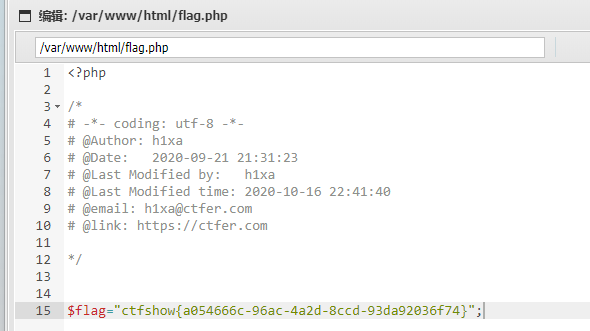 编辑: /var/www/html/flag.php
/var/www/html/flag.php
1 <?php
2
3 /*
4 # -*- coding: utf-8 -*-
5 # @Author: h1xa
6 # @Date:   2020-09-21 21:31:23
7 # @Last Modified by:   h1xa
8 # @Last Modified time: 2020-10-16 22:41:40
9 # @email: h1xa@ctfer.com
10 # @link: https://ctfer.com
11
12 */
13
14
15 $flag="ctfshow{a054666c-96ac-4a2d-8ccd-93da92036f74}";